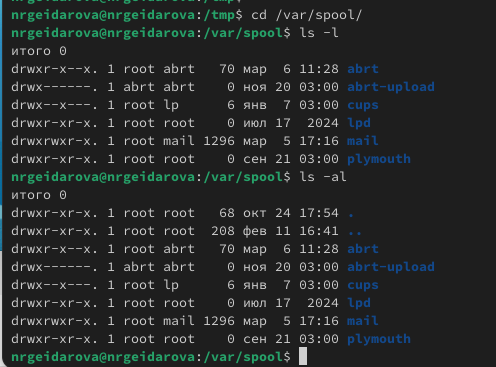 nrgeidarova@nrgeidarova:/tmp$
nrgeidarova@nrgeidarova:/tmp$ cd /var/spool/
nrgeidarova@nrgeidarova:/var/spool$ ls -l
итого 0
drwxr-x--x. 1 root abrt   70 мар  6 11:28 abrt
drwx------. 1 abrt abrt    0 ноя 20 03:00 abrt-upload
drwx--x---. 1 root lp      6 янв  7 03:00 cups
drwxr-xr-x. 1 root root    0 июл 17  2024 lpd
drwxrwxr-x. 1 root mail 1296 мар  5 17:16 mail
drwxr-xr-x. 1 root root    0 сен 21 03:00 plymouth
nrgeidarova@nrgeidarova:/var/spool$ ls -al
итого 0
drwxr-xr-x. 1 root root   68 окт 24 17:54 .
drwxr-xr-x. 1 root root  208 фев 11 16:41 ..
drwxr-x--x. 1 root abrt   70 мар  6 11:28 abrt
drwx------. 1 abrt abrt    0 ноя 20 03:00 abrt-upload
drwx--x---. 1 root lp      6 янв  7 03:00 cups
drwxr-xr-x. 1 root root    0 июл 17  2024 lpd
drwxrwxr-x. 1 root mail 1296 мар  5 17:16 mail
drwxr-xr-x. 1 root root    0 сен 21 03:00 plymouth
nrgeidarova@nrgeidarova:/var/spool$